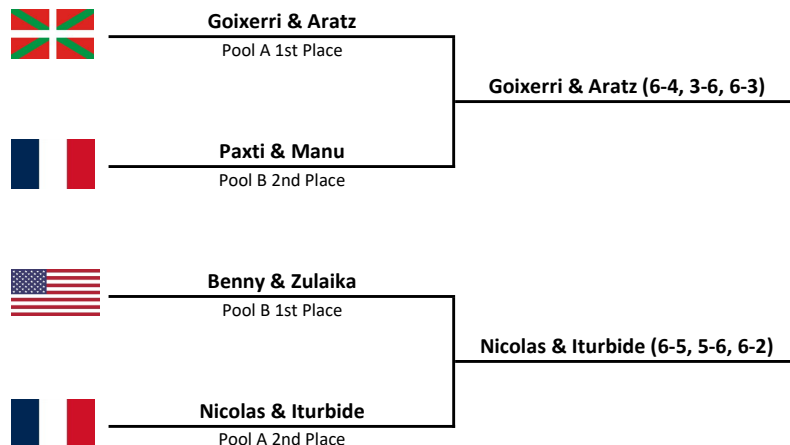 Goixerri & Aratz
Pool A 1st Place
Goixerri & Aratz (6-4, 3-6, 6-3)
Paxti & Manu
Pool B 2nd Place
Benny & Zulaika
Pool B 1st Place
Nicolas & Iturbide (6-5, 5-6, 6-2)
Nicolas & Iturbide
Pool A 2nd Place